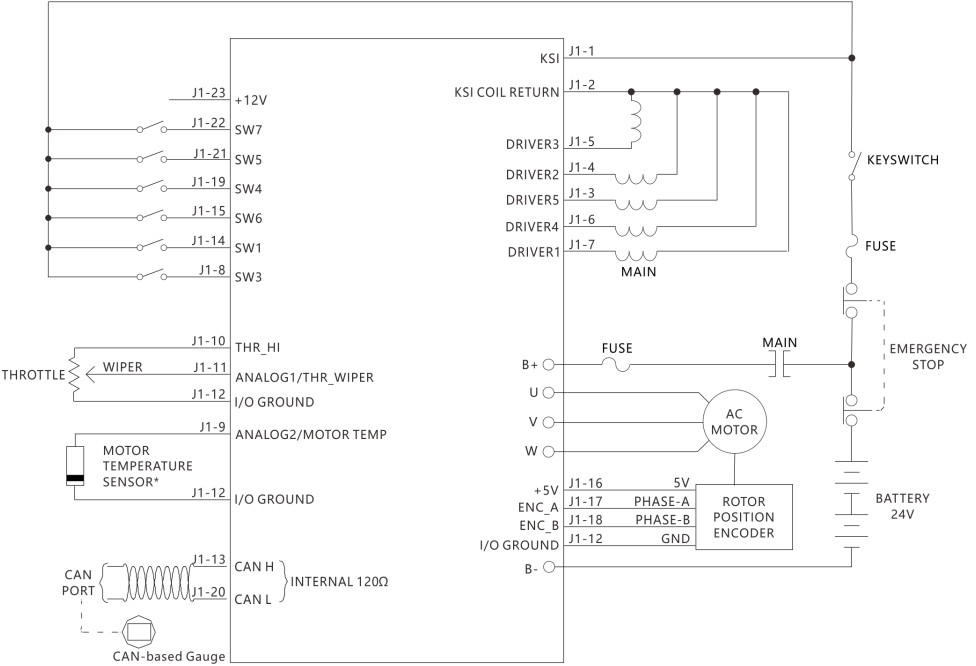 KSI J1-1
KSI COIL RETURN J1-2
J1-23 +12V
J1-22 SW7
J1-21 SW5
J1-19 SW4
J1-15 SW6
J1-14 SW1
J1-8 SW3
DRIVER3 J1-5
DRIVER2 J1-4
DRIVER5 J1-3
DRIVER4 J1-6
DRIVER1 J1-7
MAIN
KEYSWITCH
FUSE
EMERGENCY
STOP
THROTTLE
WIPER
J1-10 THR_HI
J1-11 ANALOG1/THR_WIPER
J1-12 I/O GROUND
J1-9 ANALOG2/MOTOR TEMP
MOTOR
TEMPERATURE
SENSOR*
J1-12 I/O GROUND
B+
FUSE
MAIN
U
V
W
AC
MOTOR
+5V J1-16 5V
ENC_A J1-17 PHASE-A
ENC_B J1-18 PHASE-B
I/O GROUND J1-12 GND
ROTOR
POSITION
ENCODER
B-
BATTERY
24V
CAN
PORT
J1-13 CAN H
J1-20 CAN L
INTERNAL 120Ω
CAN-based Gauge